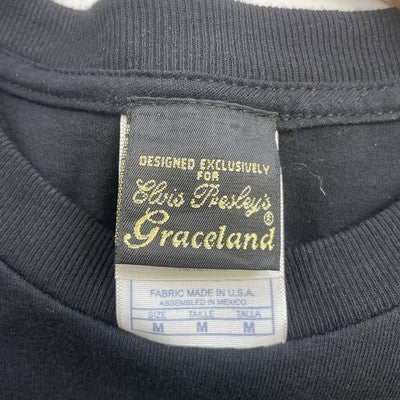 DESIGNED EXCLUSIVELY
FOR
Elvis Presley's
Graceland®
FABRIC MADE IN U.S.A.
ASSEMBLED IN MEXICO
SIZE TAILLE TALLA
M M M